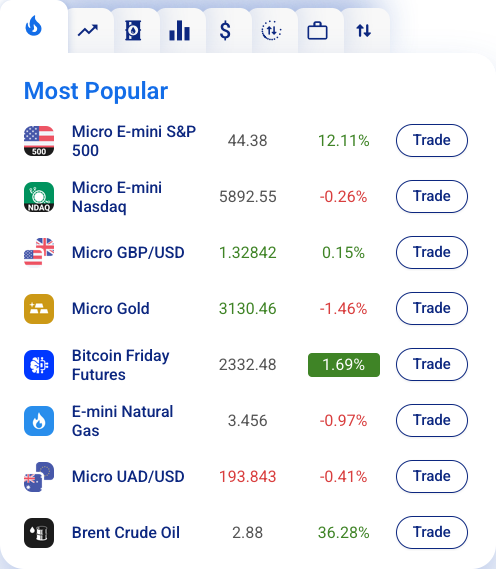 $
Most Popular
500
Micro E-mini S&P
500
44.38
12.11%
Trade
NDAQ
Micro E-mini
Nasdaq
5892.55
-0.26%
Trade
Micro GBP/USD
1.32842
0.15%
Trade
Micro Gold
3130.46
-1.46%
Trade
Bitcoin Friday
Futures
2332.48
1.69%
Trade
E-mini Natural
Gas
3.456
-0.97%
Trade
Micro UAD/USD
193.843
-0.41%
Trade
Brent Crude Oil
2.88
36.28%
Trade